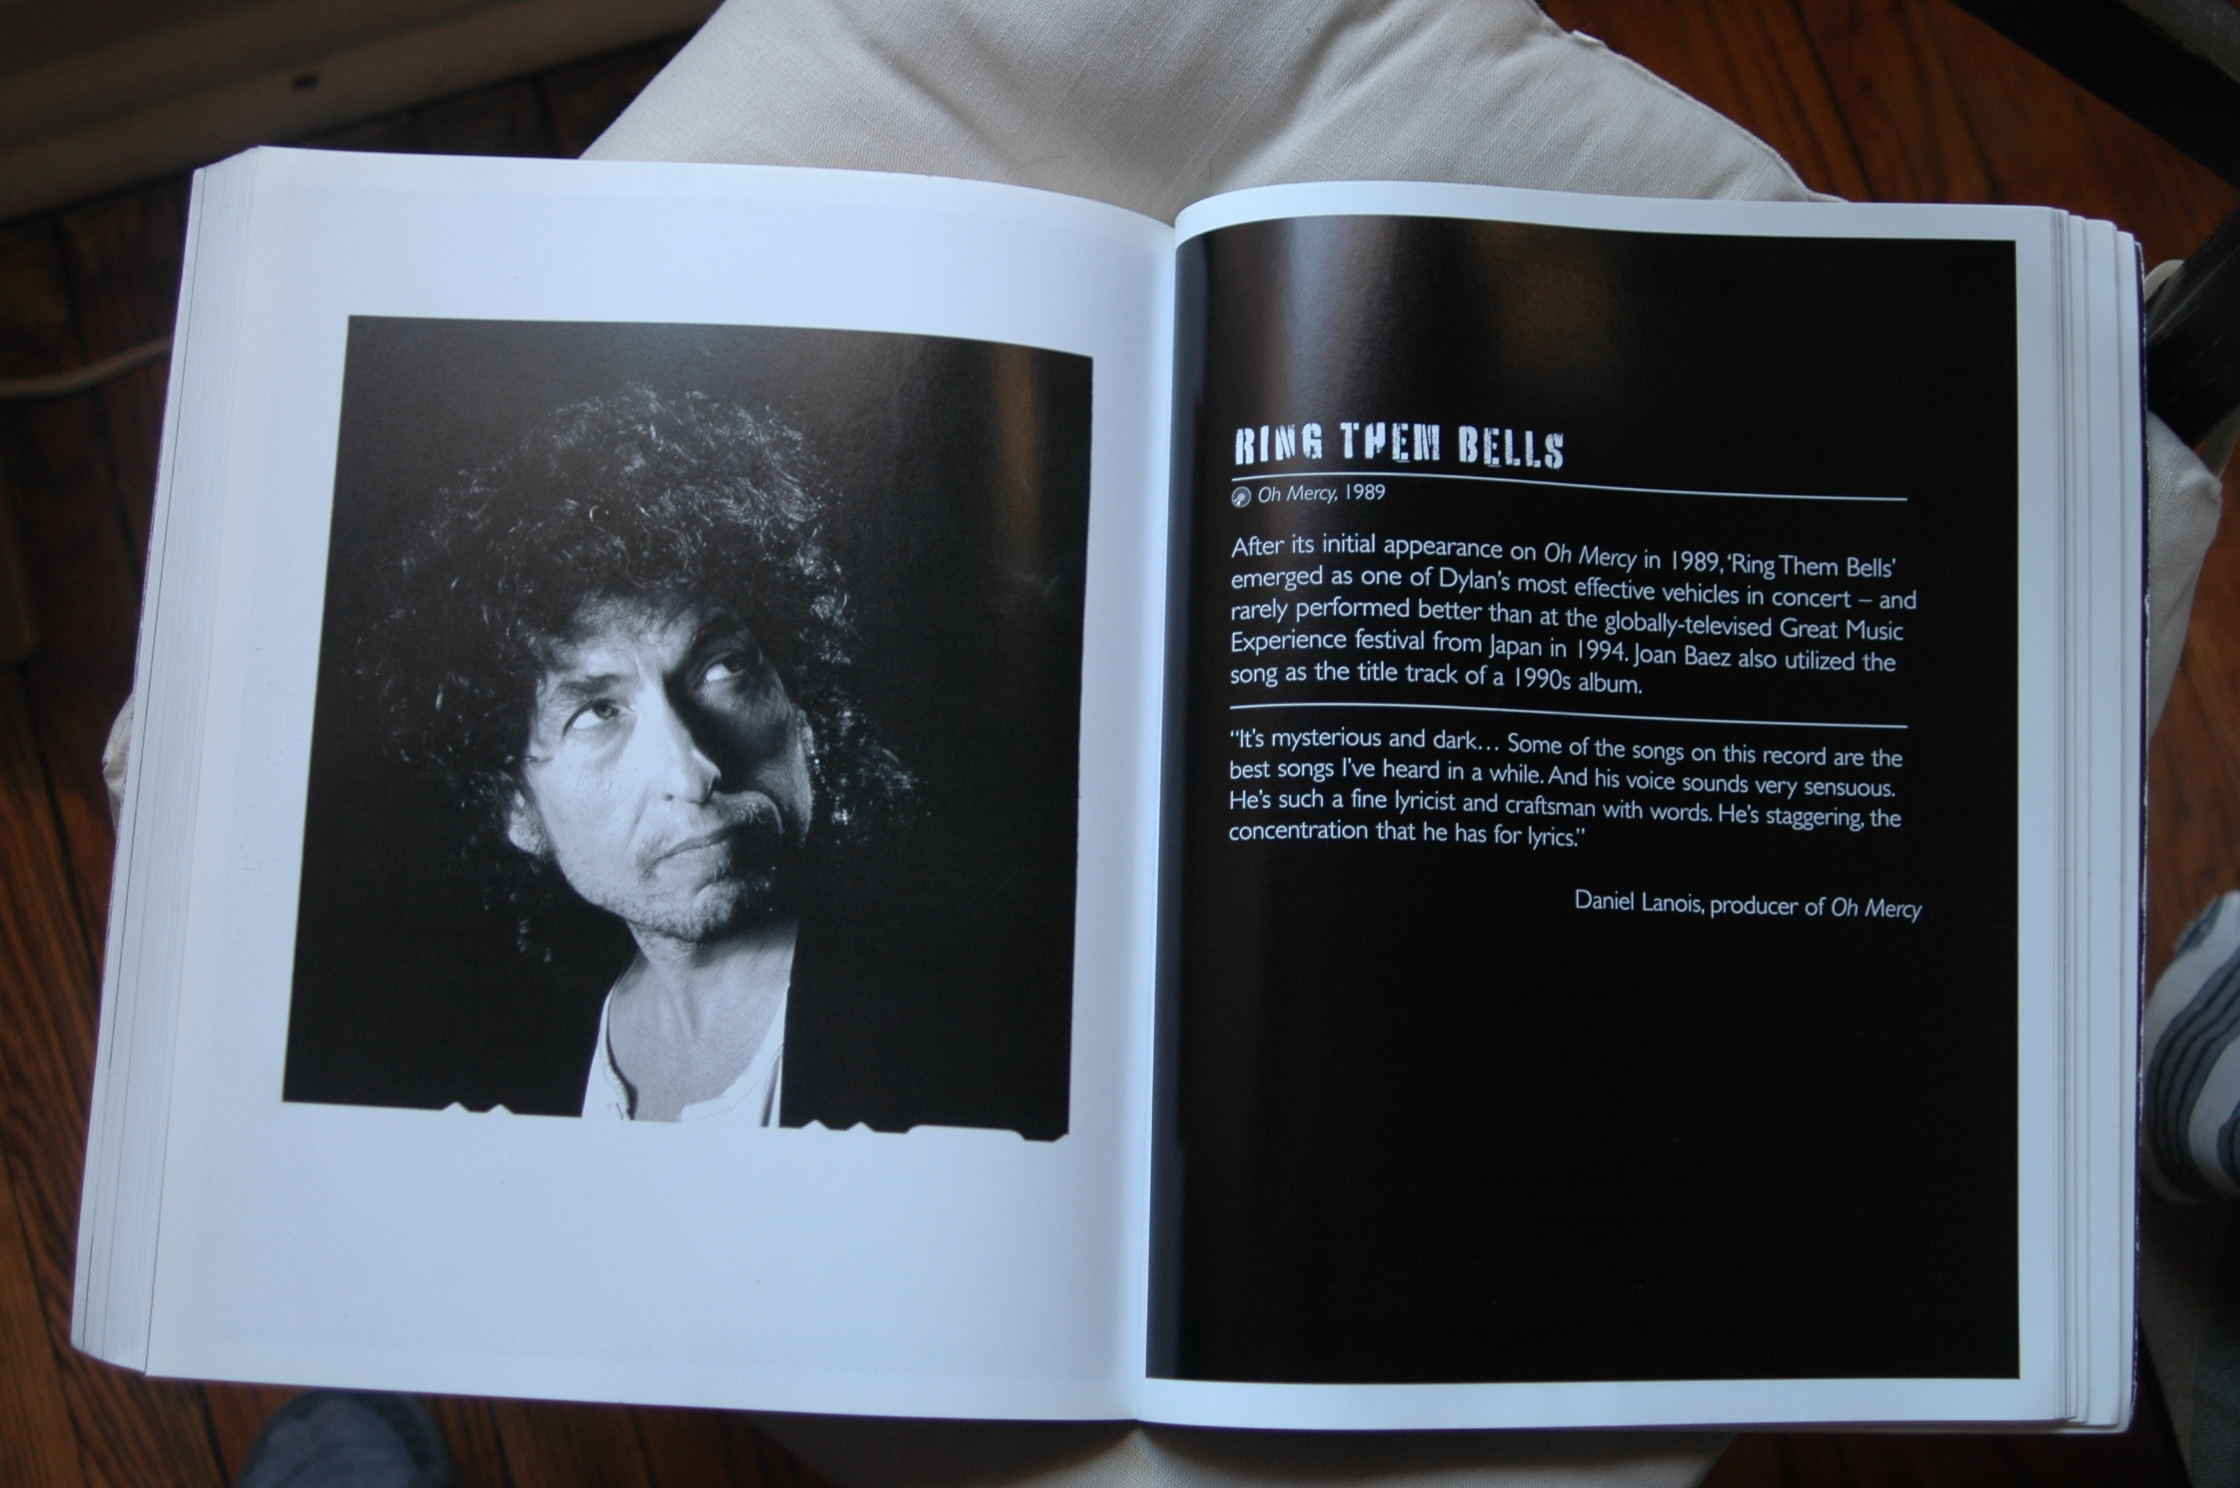 RING THEM BELLS
Oh Mercy, 1989
After its initial appearance on Oh Mercy in 1989, ‘Ring Them Bells’
emerged as one of Dylan’s most effective vehicles in concert – and
rarely performed better than at the globally-televised Great Music
Experience festival from Japan in 1994. Joan Baez also utilized the
song as the title track of a 1990s album.
“It’s mysterious and dark… Some of the songs on this record are the
best songs I’ve heard in a while. And his voice sounds very sensuous.
He’s such a fine lyricist and craftsman with words. He’s staggering, the
concentration that he has for lyrics.”
Daniel Lanois, producer of Oh Mercy